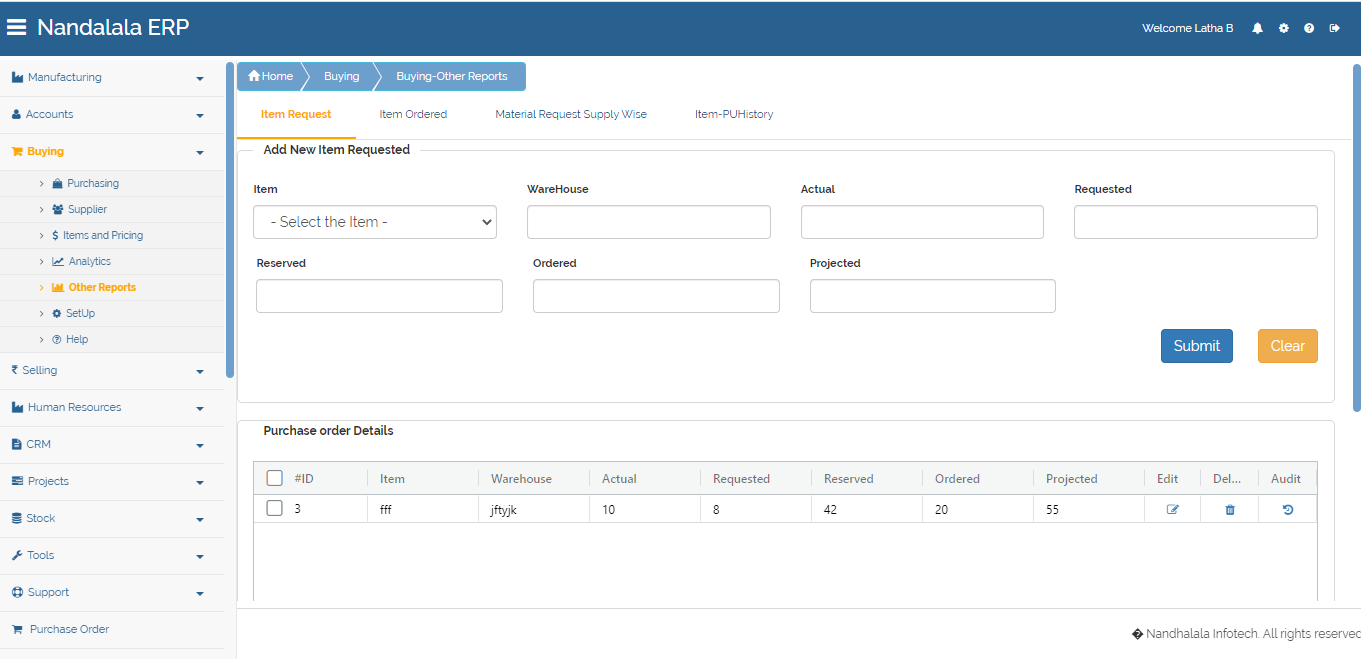 Nandalala ERP
Welcome Latha B
Manufacturing
Accounts
Buying
Purchasing
Supplier
Items and Pricing
Analytics
Other Reports
SetUp
Help
Selling
Human Resources
CRM
Projects
Stock
Tools
Support
Purchase Order
Home Buying Buying-Other Reports
Item Request Item Ordered Material Request Supply Wise Item-PUHistory
Add New Item Requested
Item WareHouse Actual Requested
- Select the Item -
Reserved Ordered Projected
Submit Clear
Purchase order Details
#ID Item Warehouse Actual Requested Reserved Ordered Projected Edit Del... Audit
3 fff jftyjk 10 8 42 20 55
� Nandhalala Infotech. All rights reserved